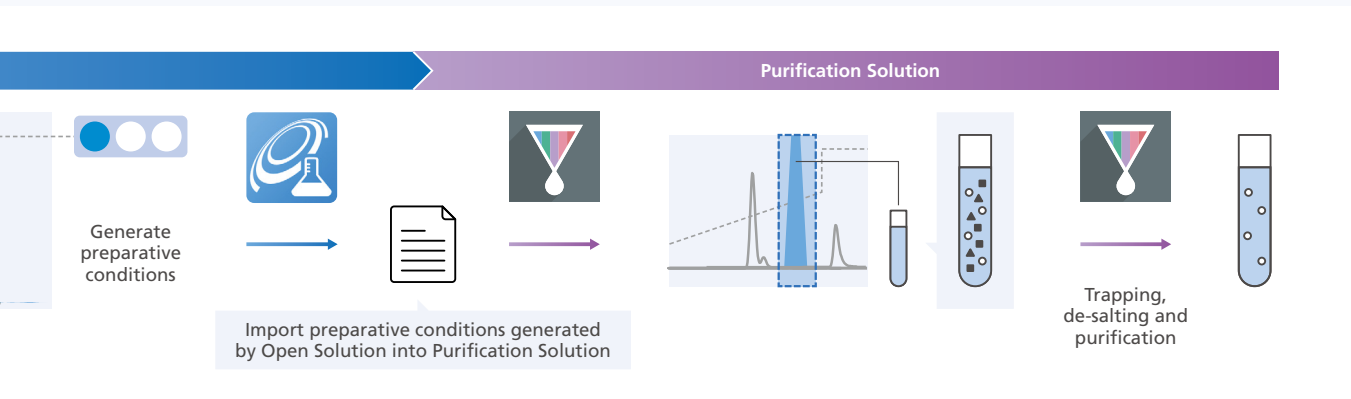 Purification Solution
Generate
preparative
conditions
Import preparative conditions generated
by Open Solution into Purification Solution
Trapping,
de-salting and
purification